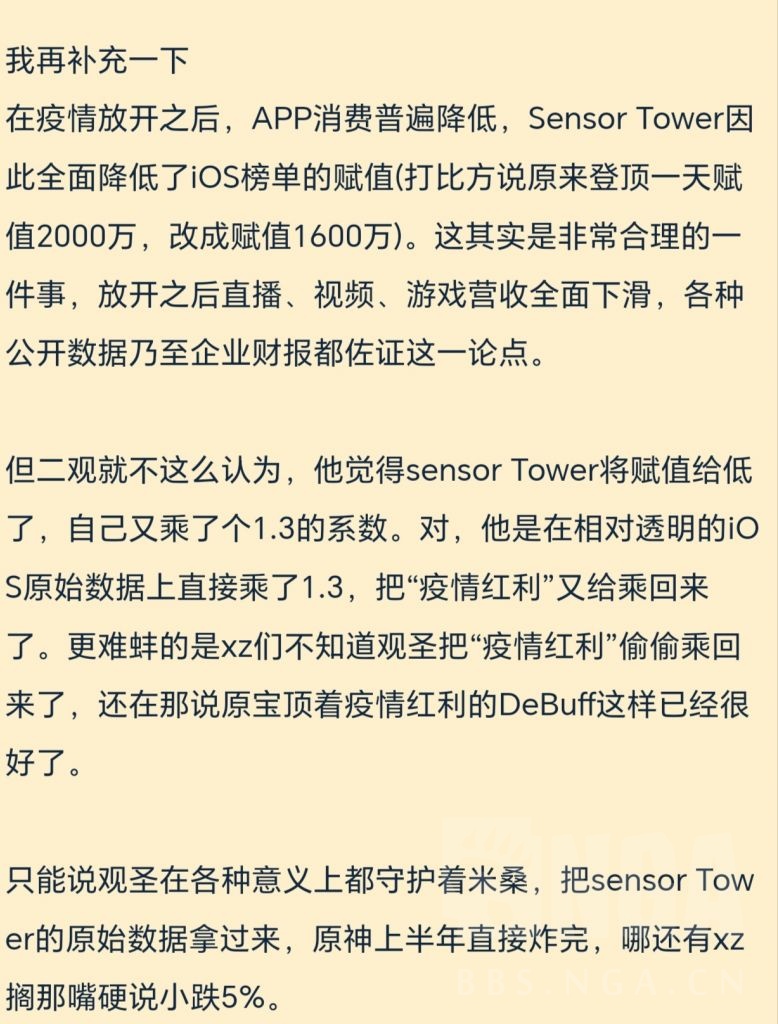 我再补充一下
在疫情放开之后，APP消费普遍降低，Sensor Tower因
此全面降低了iOS榜单的赋值(打比方说原来登顶一天赋
值2000万，改成赋值1600万)。这其实是非常合理的一
件事，放开之后直播、视频、游戏营收全面下滑，各种
公开数据乃至企业财报都佐证这一论点。
但二观就不这么认为，他觉得sensor Tower将赋值给低
了，自己又乘了个1.3的系数。对，他是在相对透明的iO
S原始数据上直接乘了1.3，把“疫情红利”又给乘回来
了。更难蚌的是xz们不知道观圣把“疫情红利”偷偷乘回
来了，还在那说原宝顶着疫情红利的DeBuff这样已经很
好了。
只能说观圣在各种意义上都守护着米桑，把sensor Tow
er的原始数据拿过来，原神上半年直接炸完，哪还有xz
搁那嘴硬说小跌5%。
BBS.NGA.CN